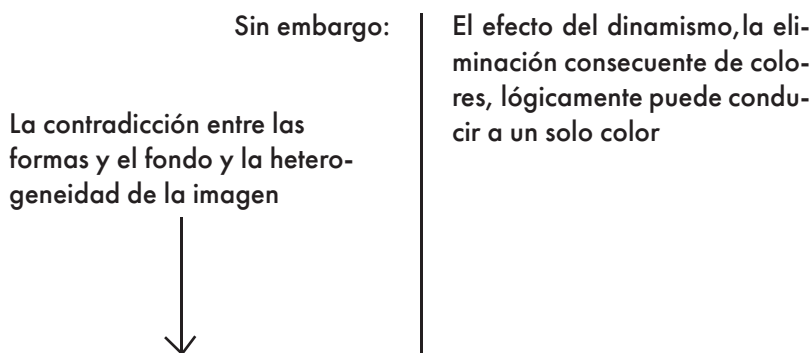 Sin embargo:
La contradicción entre las
formas y el fondo y la hetero-
geneidad de la imagen
El efecto del dinamismo,la eli-
minación consecuente de colo-
res, lógicamente puede condu-
cir a un solo color